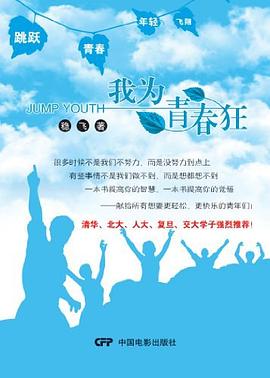 年轻
飞翔
跳跃
青春
我为
JUMP YOUTH
青春狂
稳 飞 著
很多时候不是我们不努力，而是没努力到点上
有些事情不是我们做不到，而是想都想不到
一本书提高你的智慧，一本书提高你的觉悟
——献给所有想要更轻松、更快乐的青年们！
清华、北大、人大、复旦、交大学子强烈推荐！
CFP 中国电影出版社